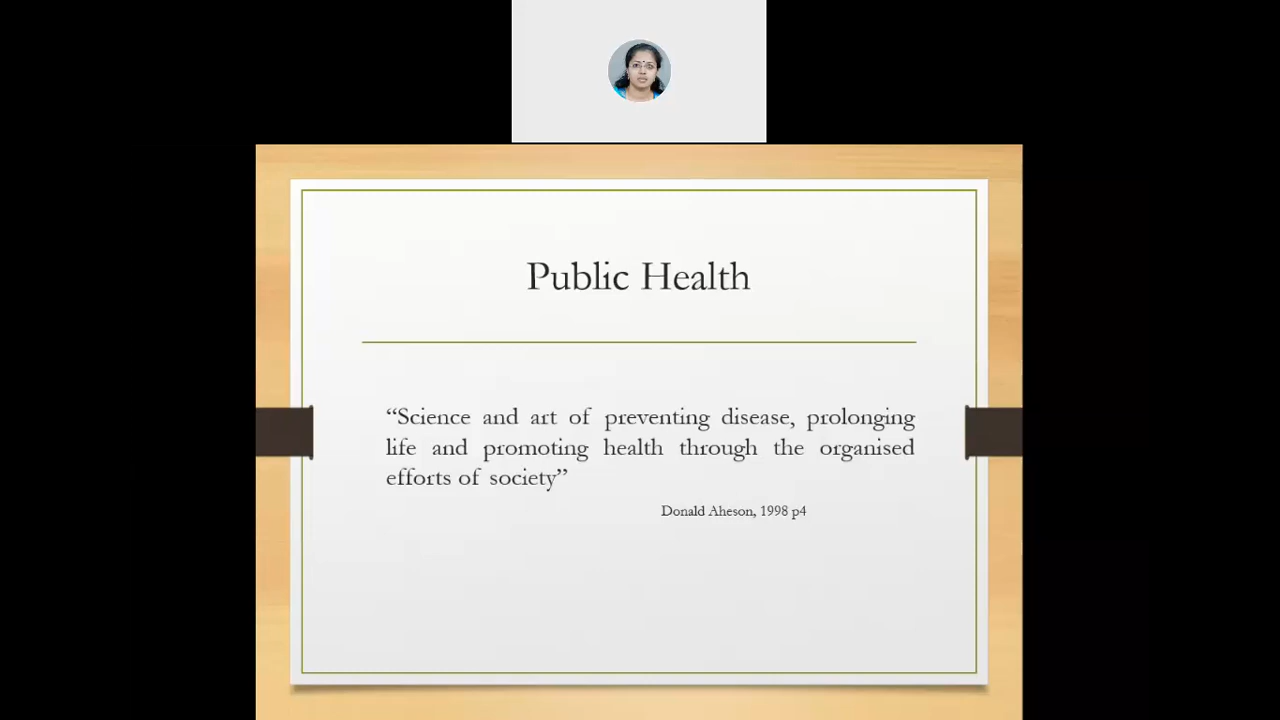 Public Health
“Science and art of preventing disease, prolonging
life and promoting health through the organised
efforts of society”
Donald Aheson, 1998 p4